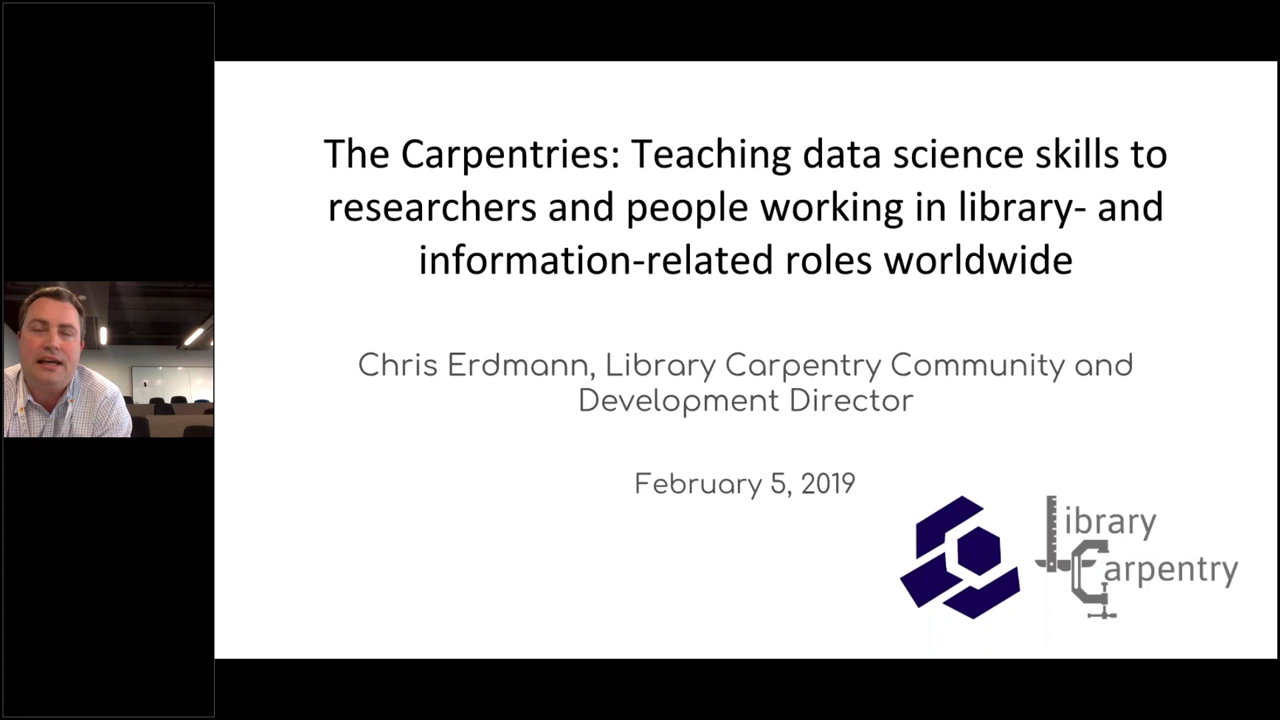 The Carpentries: Teaching data science skills to
researchers and people working in library- and
information-related roles worldwide
Chris Erdmann, Library Carpentry Community and
Development Director
February 5, 2019
Library
Carpentry